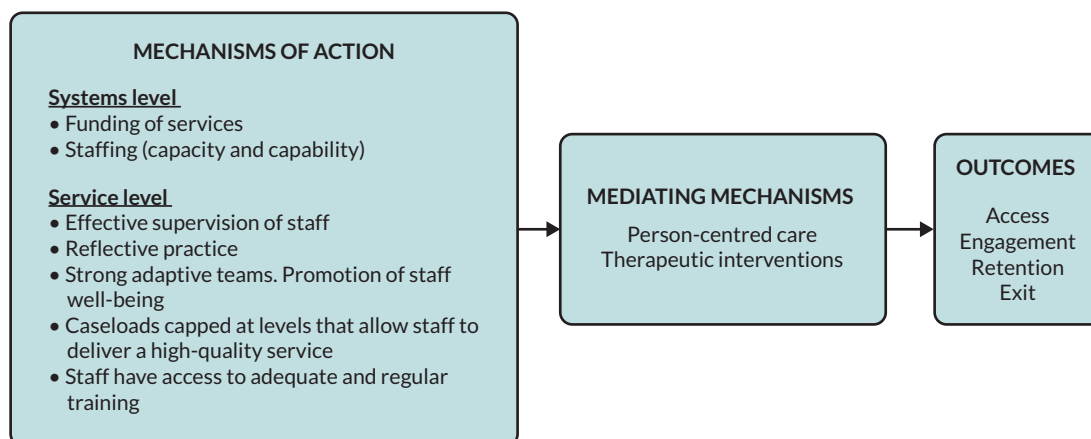 MECHANISMS OF ACTION
Systems level
• Funding of services
• Staffing (capacity and capability)
Service level
• Effective supervision of staff
• Reflective practice
• Strong adaptive teams. Promotion of staff
well-being
• Caseloads capped at levels that allow staff to
deliver a high-quality service
• Staff have access to adequate and regular
training
MEDIATING MECHANISMS
Person-centred care
Therapeutic interventions
OUTCOMES
Access
Engagement
Retention
Exit